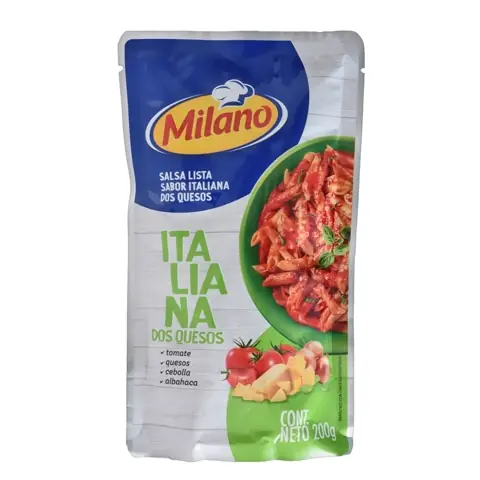 Milano
SALSA LISTA
SABOR ITALIANA
DOS QUESOS
ITA
LIA
NA
DOS QUESOS
✓ tomate
✓ quesos
✓ cebolla
✓ albahaca
CONT.
NETO 200g